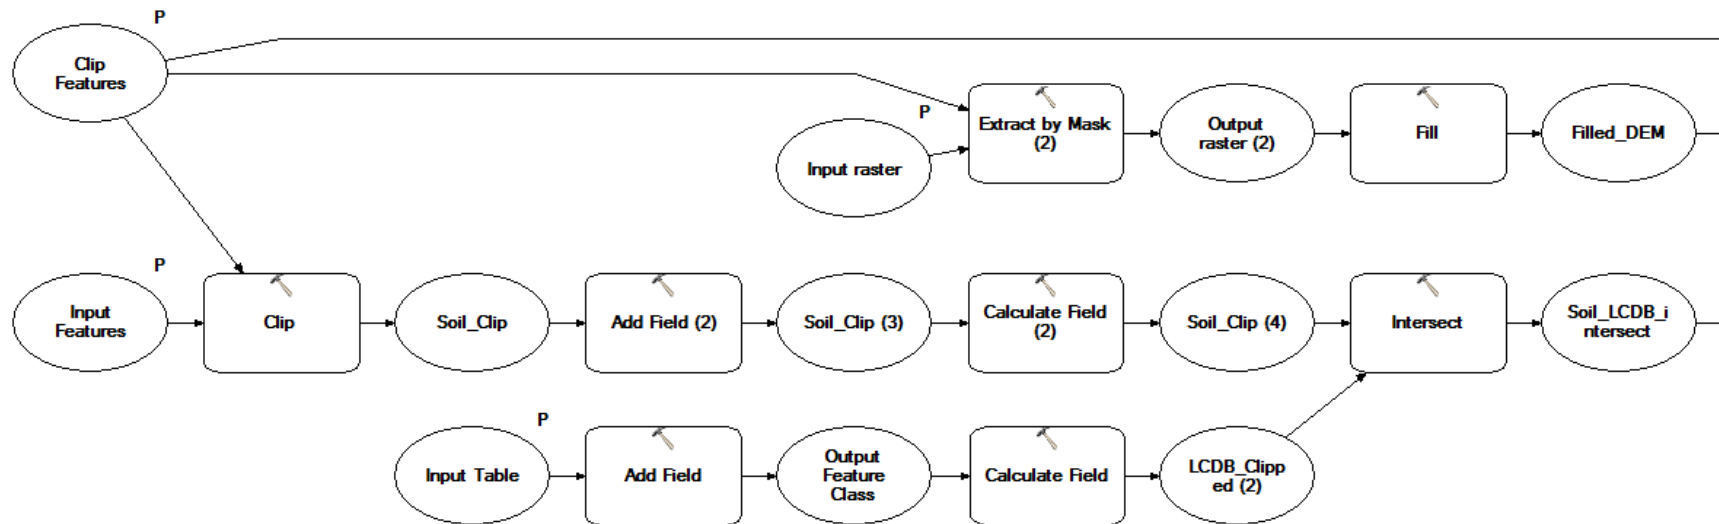 P
Clip
Features
P
Extract by Mask
(2)
Output
raster (2)
Fill
Filled_DEM
Input raster
P
Input
Features
Clip
Soil_Clip
Add Field (2)
Soil_Clip (3)
Calculate Field
(2)
Soil_Clip (4)
Intersect
Soil_LCDB_i
ntersect
P
Input Table
Add Field
Output
Feature
Class
Calculate Field
LCDB_Clipp
ed (2)